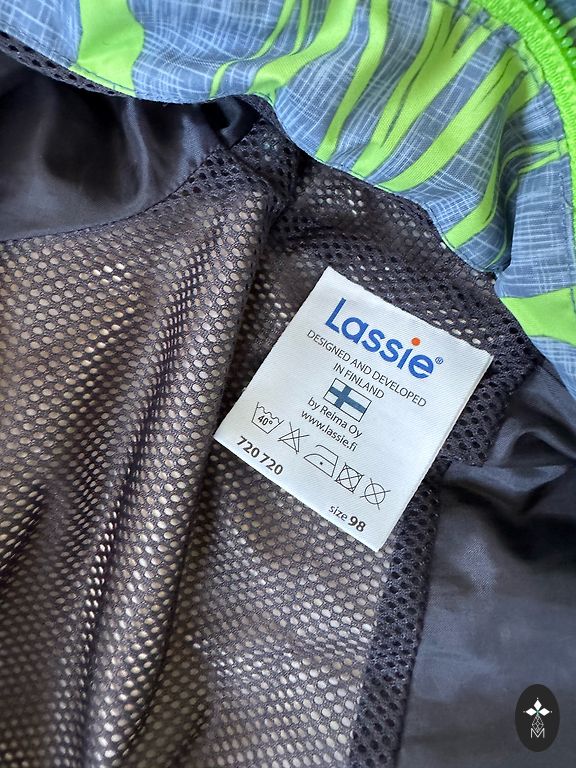 Lassie®
DESIGNED AND DEVELOPED
IN FINLAND
by Reima Oy
www.lassie.fi
40°
720 720
size 98
M